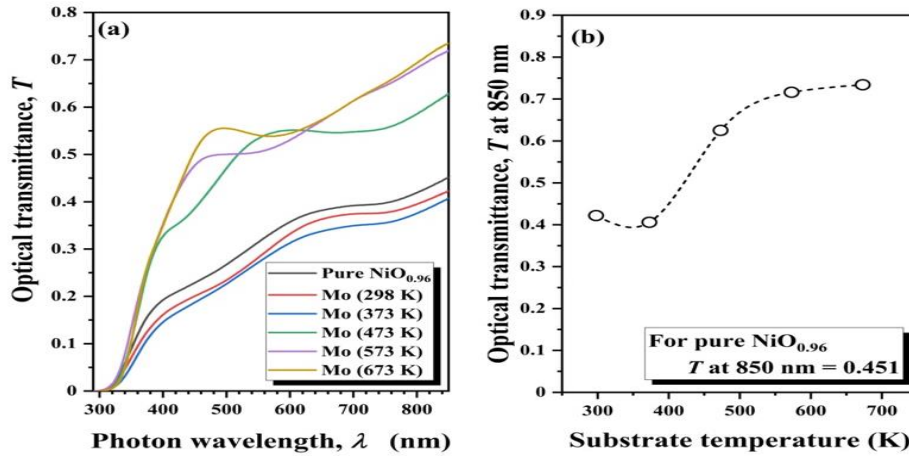 (a)
Optical transmittance, T
0.8
0.7
0.6
0.5
0.4
0.3
0.2
0.1
0
300 400 500 600 700 800
Photon wavelength, λ (nm)
Pure NiO0.96
Mo (298 K)
Mo (373 K)
Mo (473 K)
Mo (573 K)
Mo (673 K)
(b)
Optical transmittance, T at 850 nm
0.9
0.8
0.7
0.6
0.5
0.4
0.3
0.2
0.1
0
300 400 500 600 700
Substrate temperature (K)
For pure NiO0.96
T at 850 nm = 0.451